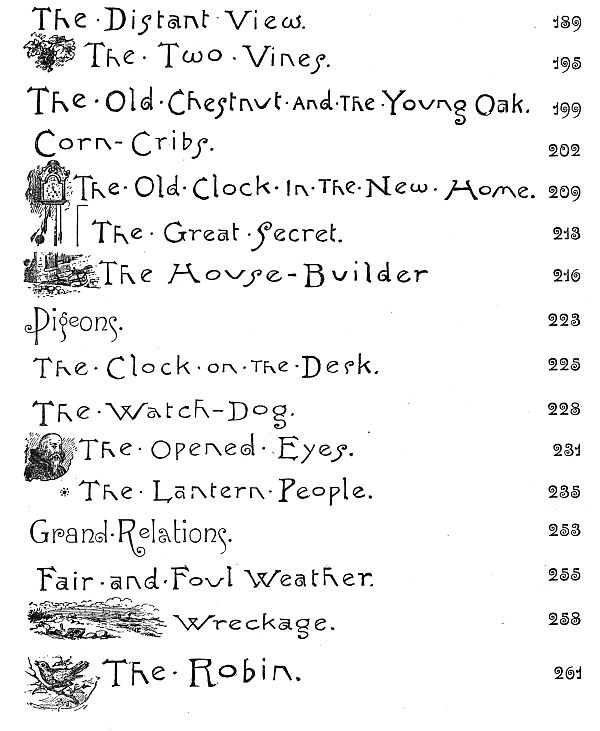 The Distant View. 189
The Two Vines. 195
The Old Chestnut And The Young Oak. 199
Corn-Cribs. 202
The Old Clock In The New Home. 209
The Great Secret. 213
The House-Builder 216
Pigeons. 223
The Clock on The Desk. 225
The Watch-Dog. 228
The Opened Eyes. 231
* The Lantern People. 235
Grand Relations. 253
Fair and Foul Weather. 255
Wreckage. 258
The Robin. 261